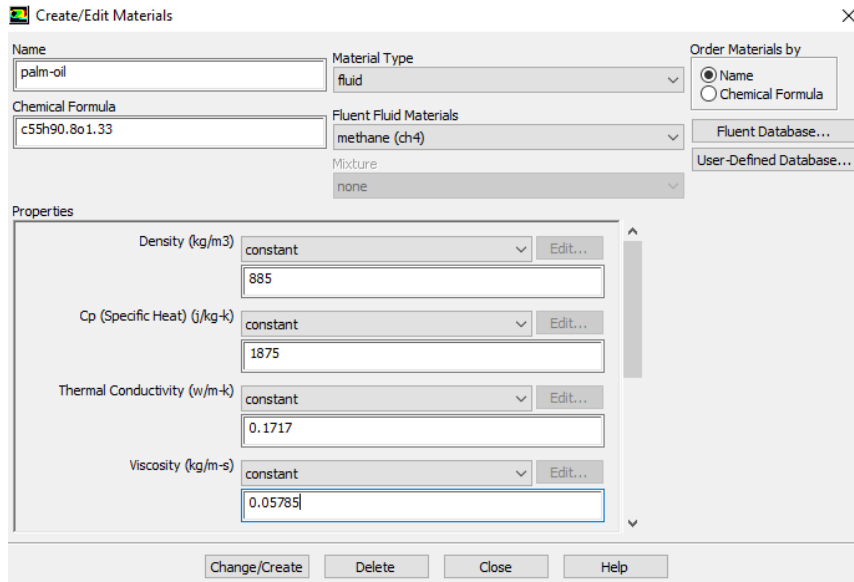 Create/Edit Materials
Name
palm-oil
Material Type
fluid
Order Materials by
Name
Chemical Formula
Chemical Formula
c55h90.8o1.33
Fluent Fluid Materials
methane (ch4)
Fluent Database...
Mixture
none
User-Defined Database...
Properties
Density (kg/m3) constant Edit...
885
Cp (Specific Heat) (j/kg-k) constant Edit...
1875
Thermal Conductivity (w/m-k) constant Edit...
0.1717
Viscosity (kg/m-s) constant Edit...
0.05785
Change/Create Delete Close Help